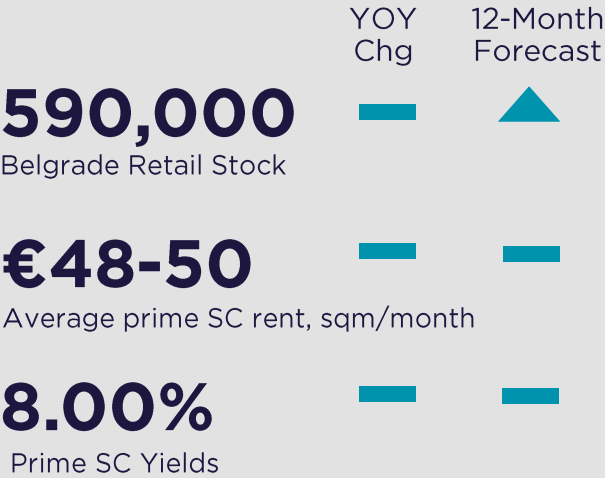 YOY
Chg
12-Month
Forecast
590,000
Belgrade Retail Stock
€48-50
Average prime SC rent, sqm/month
8.00%
Prime SC Yields